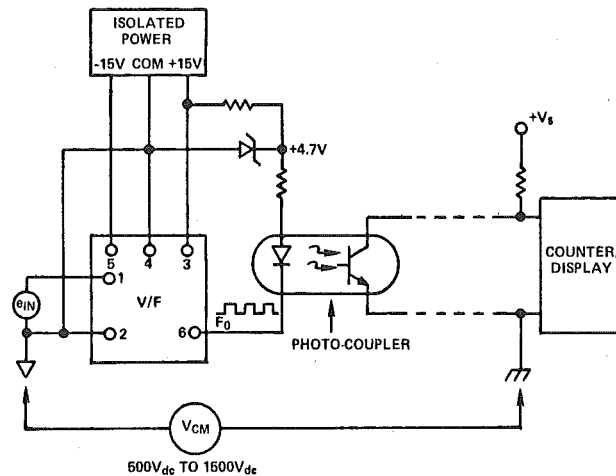 ISOLATED
POWER
-15V COM +15V
+4.7V
+Vs
5 4 3
1
V/F
eIN
2
6
F0
COUNTER/
DISPLAY
PHOTO-COUPLER
VCM
500Vdc TO 1500Vdc